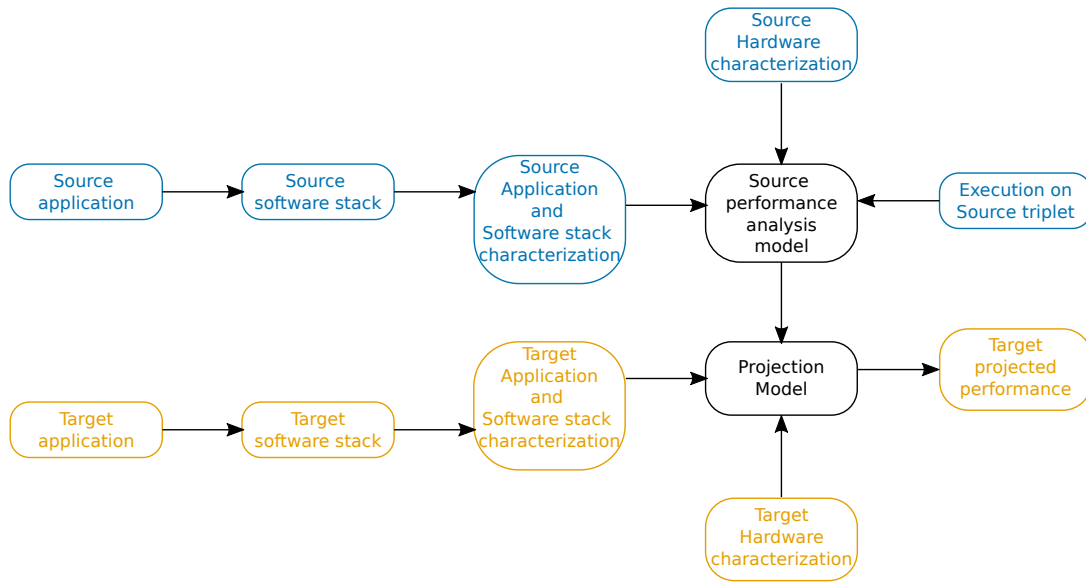 Source
Hardware
characterization
Source
application
Source
software stack
Source
Application
and
Software stack
characterization
Source
performance
analysis
model
Execution on
Source triplet
Target
application
Target
software stack
Target
Application
and
Software stack
characterization
Projection
Model
Target
projected
performance
Target
Hardware
characterization